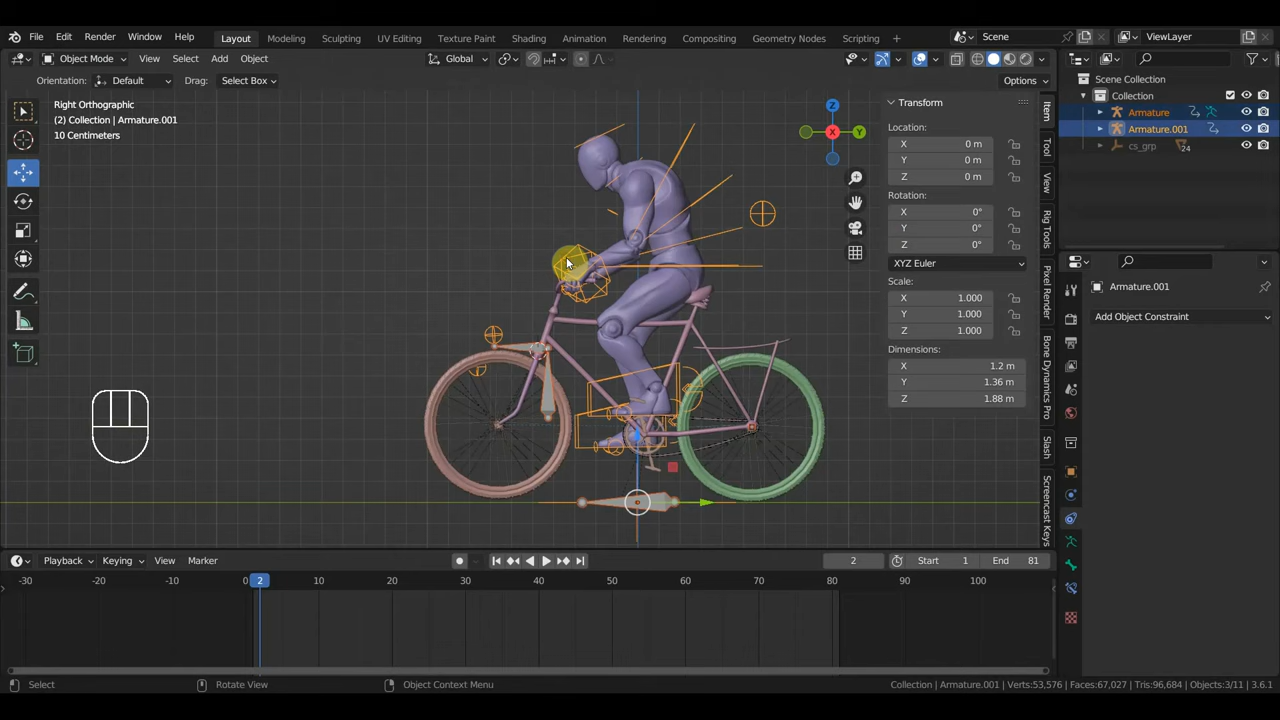 File Edit Render Window Help Layout Modeling Sculpting UV Editing Texture Paint Shading Animation Rendering Compositing Geometry Nodes Scripting + Scene ViewLayer
Object Mode View Select Add Object Global
Orientation: Default Drag: Select Box Options
Right Orthographic
(2) Collection | Armature.001
10 Centimeters
Z
Y
X
Transform
Location:
X 0 m
Y 0 m
Z 0 m
Rotation:
X 0°
Y 0°
Z 0°
XYZ Euler
Scale:
X 1.000
Y 1.000
Z 1.000
Dimensions:
X 1.2 m
Y 1.36 m
Z 1.88 m
Item
Tool
View
Rig Tools
Pixel Render
Bone Dynamics Pro
Slash
Screencast Keys
Scene Collection
Collection
Armature
Armature.001
cs_grp 24
Armature.001
Add Object Constraint
Playback Keying View Marker 2 Start 1 End 81
-30 -20 -10 0 2 10 20 30 40 50 60 70 80 90 100
Select Rotate View Object Context Menu Collection | Armature.001 | Verts:53,576 | Faces:67,027 | Tris:96,684 | Objects:3/11 | 3.6.1